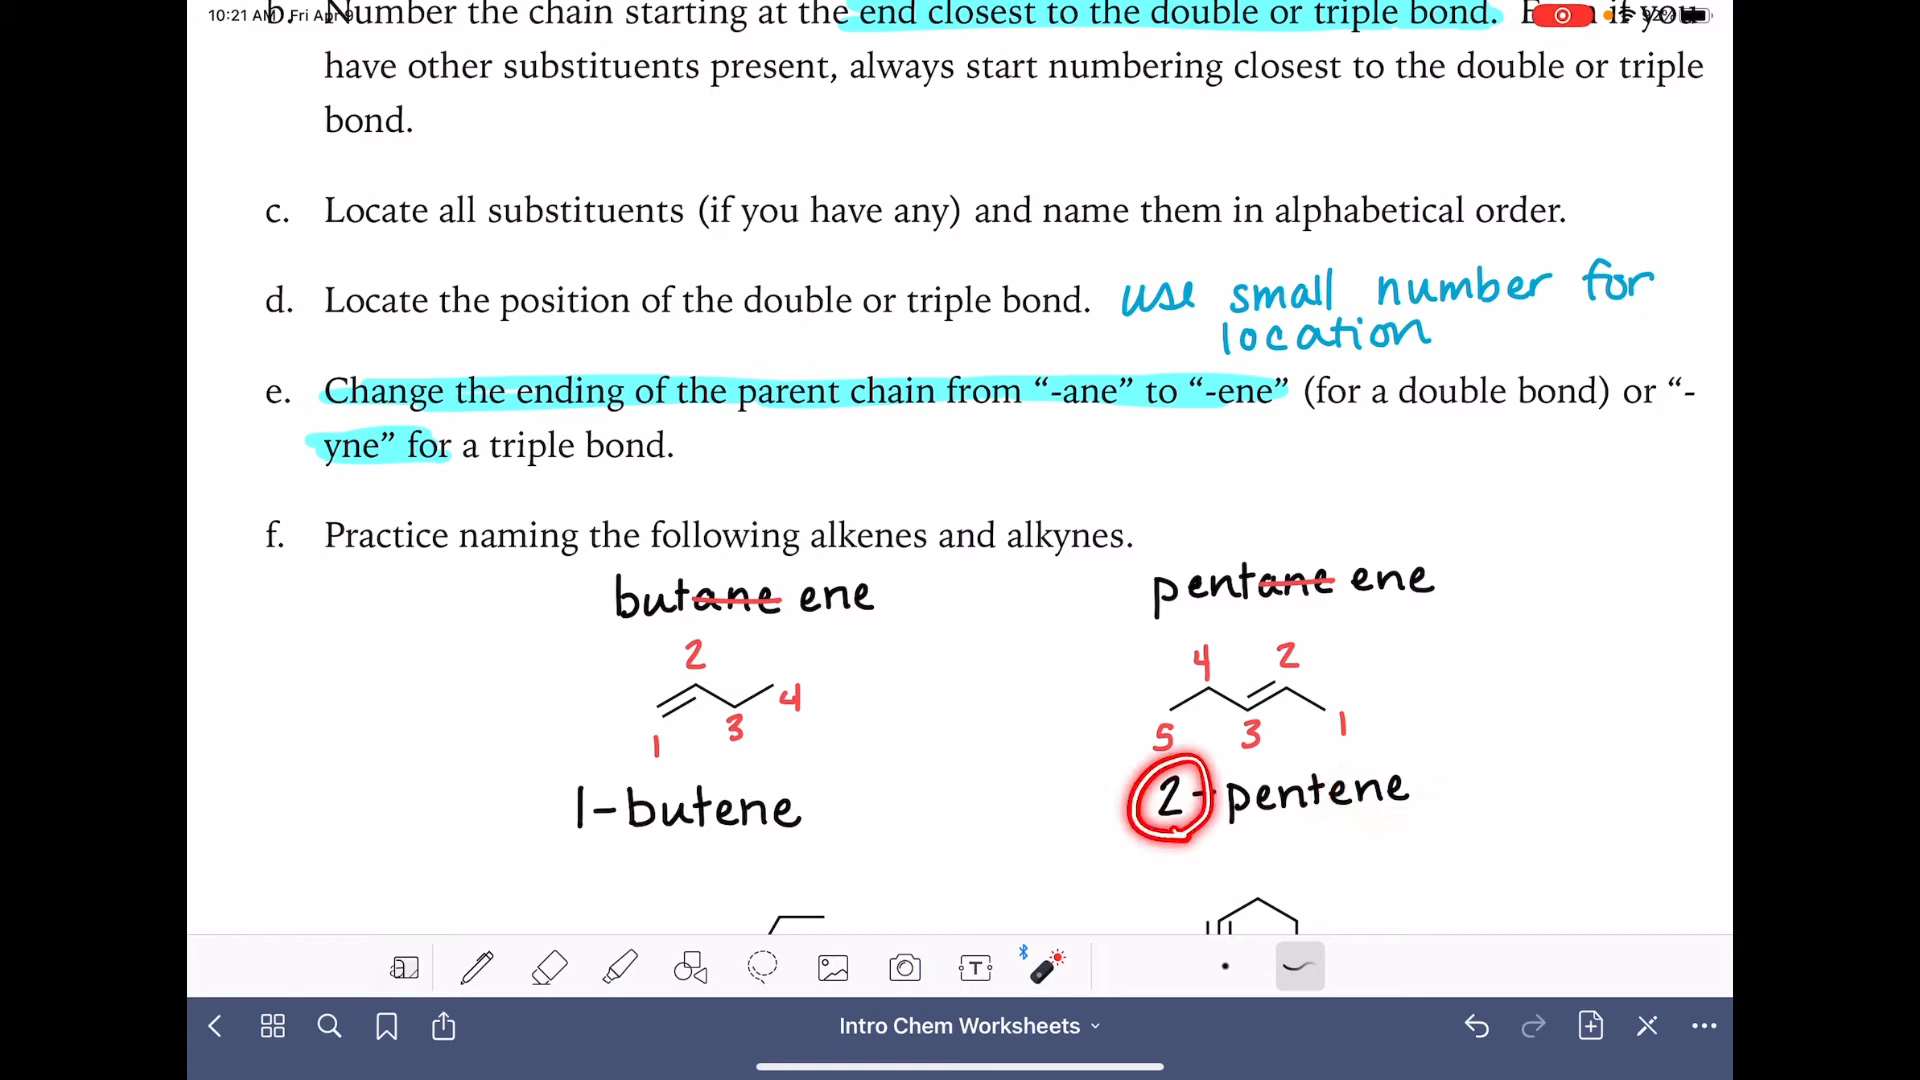 10:21 AM Fri Apr 9
92%
b. Number the chain starting at the end closest to the double or triple bond. Even if you
have other substituents present, always start numbering closest to the double or triple
bond.
c. Locate all substituents (if you have any) and name them in alphabetical order.
d. Locate the position of the double or triple bond. use small number for
location
e. Change the ending of the parent chain from “-ane” to “-ene” (for a double bond) or “-
yne” for a triple bond.
f. Practice naming the following alkenes and alkynes.
butane ene
pentane ene
2
4
1
3
4 2
5 3 1
1-butene
2-pentene
T
Intro Chem Worksheets